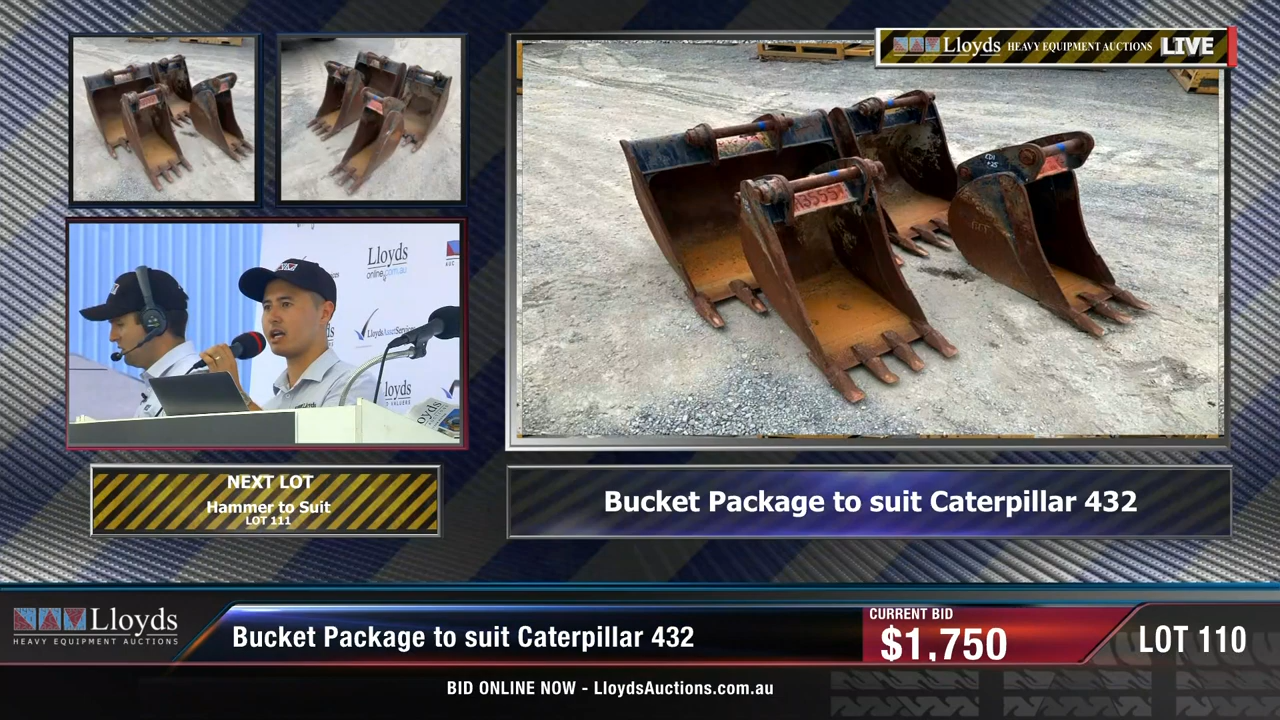 Lloyds HEAVY EQUIPMENT AUCTIONS LIVE
Lloyds
online.com.au
LloydsAssetServices
NEXT LOT
Hammer to Suit
LOT 111
Bucket Package to suit Caterpillar 432
Lloyds
HEAVY EQUIPMENT AUCTIONS
Bucket Package to suit Caterpillar 432
CURRENT BID
$1,750
LOT 110
BID ONLINE NOW - LloydsAuctions.com.au